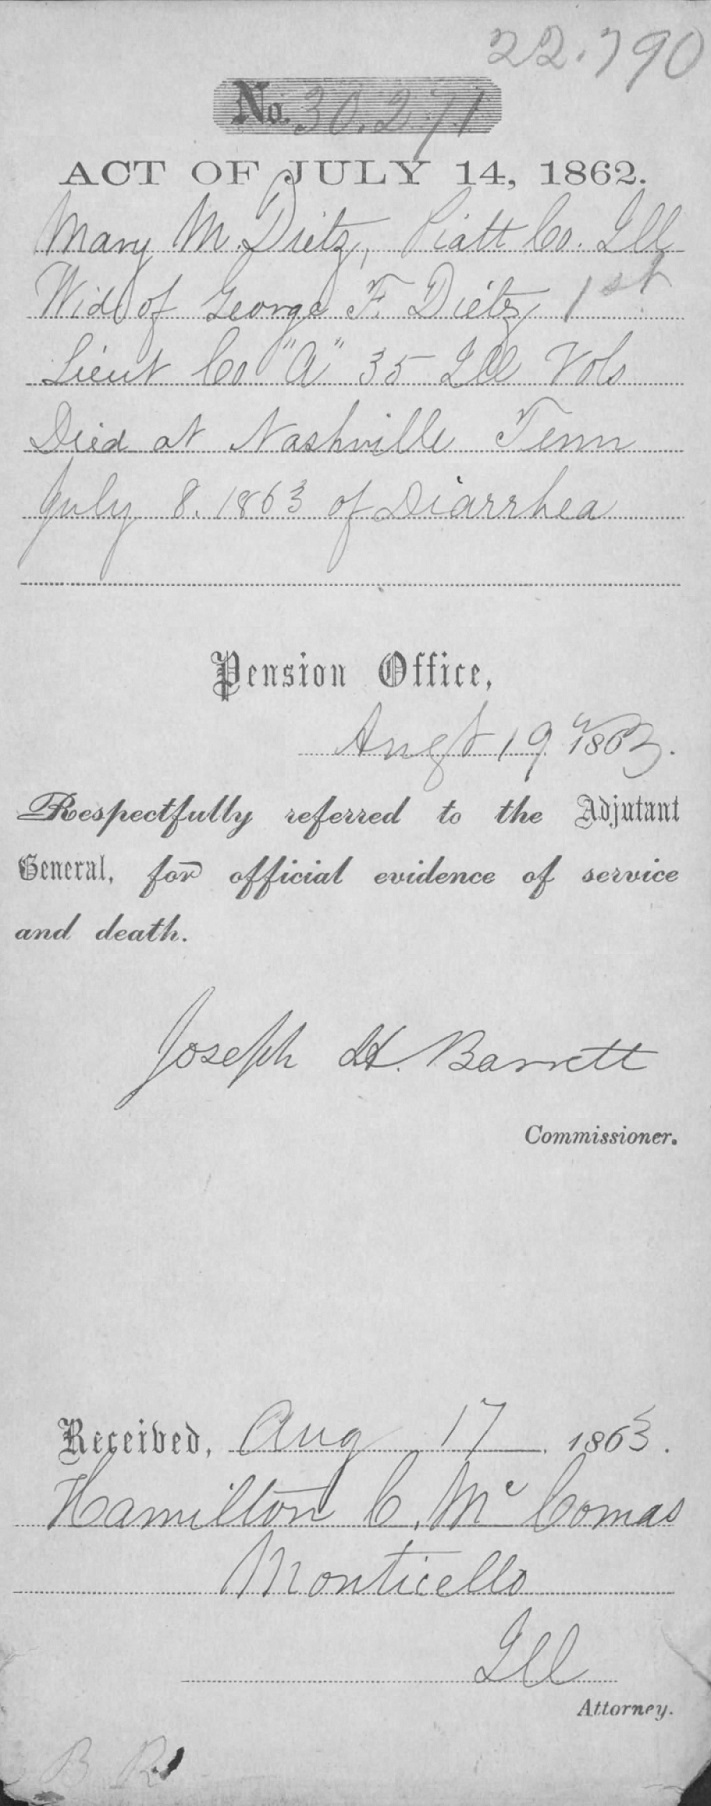 22.790
No. 30.271
ACT OF JULY 14, 1862.
Mary M. Dietz, Piatt Co. Ill
Wid of George F. Dietz 1st
Lieut Co "A" 35 Ill Vols
Died at Nashville Tenn
July 8. 1863 of Diarrhea
Pension Office,
Augt 19 1863.
Respectfully referred to the Adjutant
General, for official evidence of service
and death.
Joseph H. Barrett
Commissioner.
Received, Aug 17 1863.
Hamilton C. Mc Comas
Monticello
Ill
Attorney.
B R